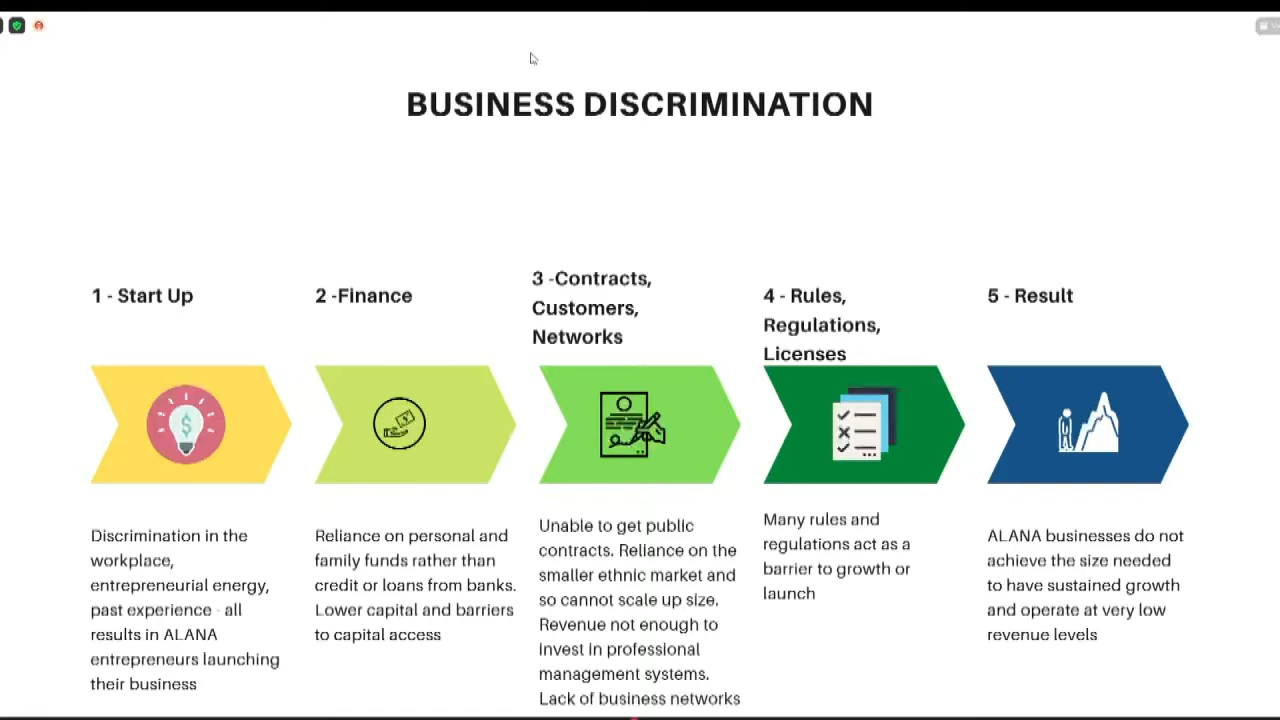 BUSINESS DISCRIMINATION
1 - Start Up
Discrimination in the
workplace,
entrepreneurial energy,
past experience - all
results in ALANA
entrepreneurs launching
their business
2 -Finance
Reliance on personal and
family funds rather than
credit or loans from banks.
Lower capital and barriers
to capital access
3 -Contracts,
Customers,
Networks
Unable to get public
contracts. Reliance on the
smaller ethnic market and
so cannot scale up size.
Revenue not enough to
invest in professional
management systems.
Lack of business networks
4 - Rules,
Regulations,
Licenses
Many rules and
regulations act as a
barrier to growth or
launch
5 - Result
ALANA businesses do not
achieve the size needed
to have sustained growth
and operate at very low
revenue levels